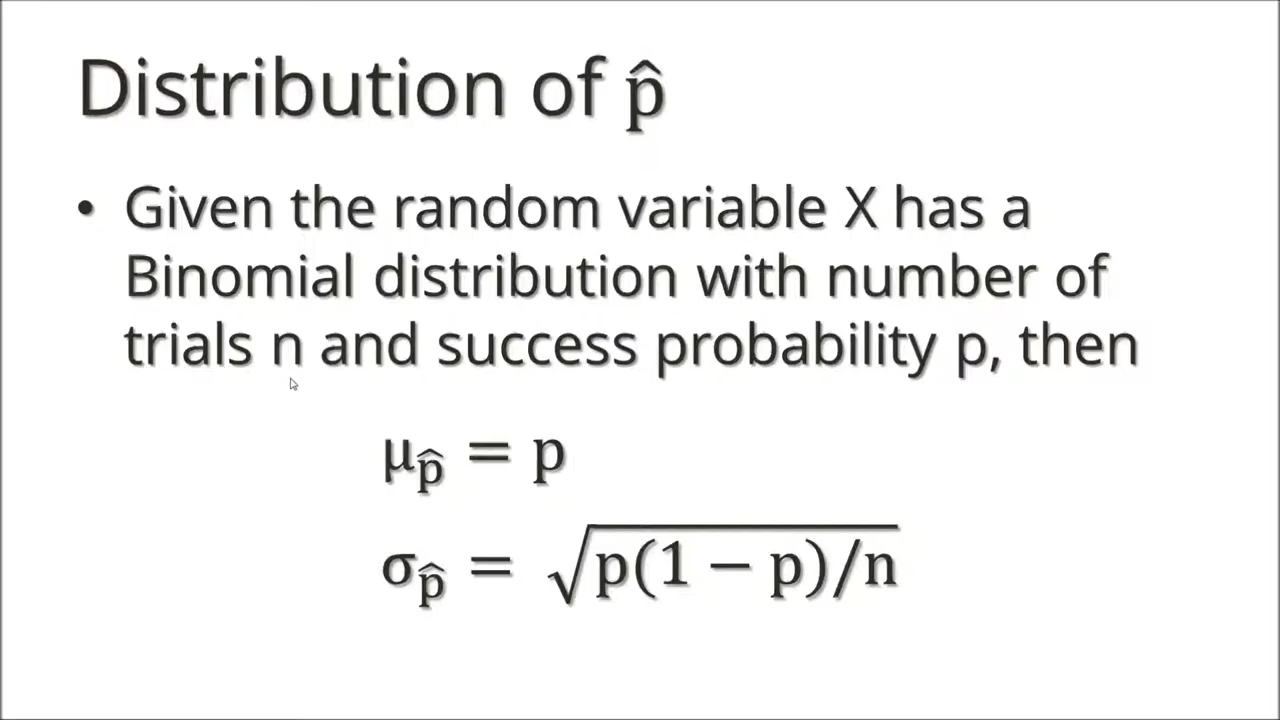 Distribution of p̂
• Given the random variable X has a
Binomial distribution with number of
trials n and success probability p, then
μp̂ = p
σp̂ = √p(1 − p)/n